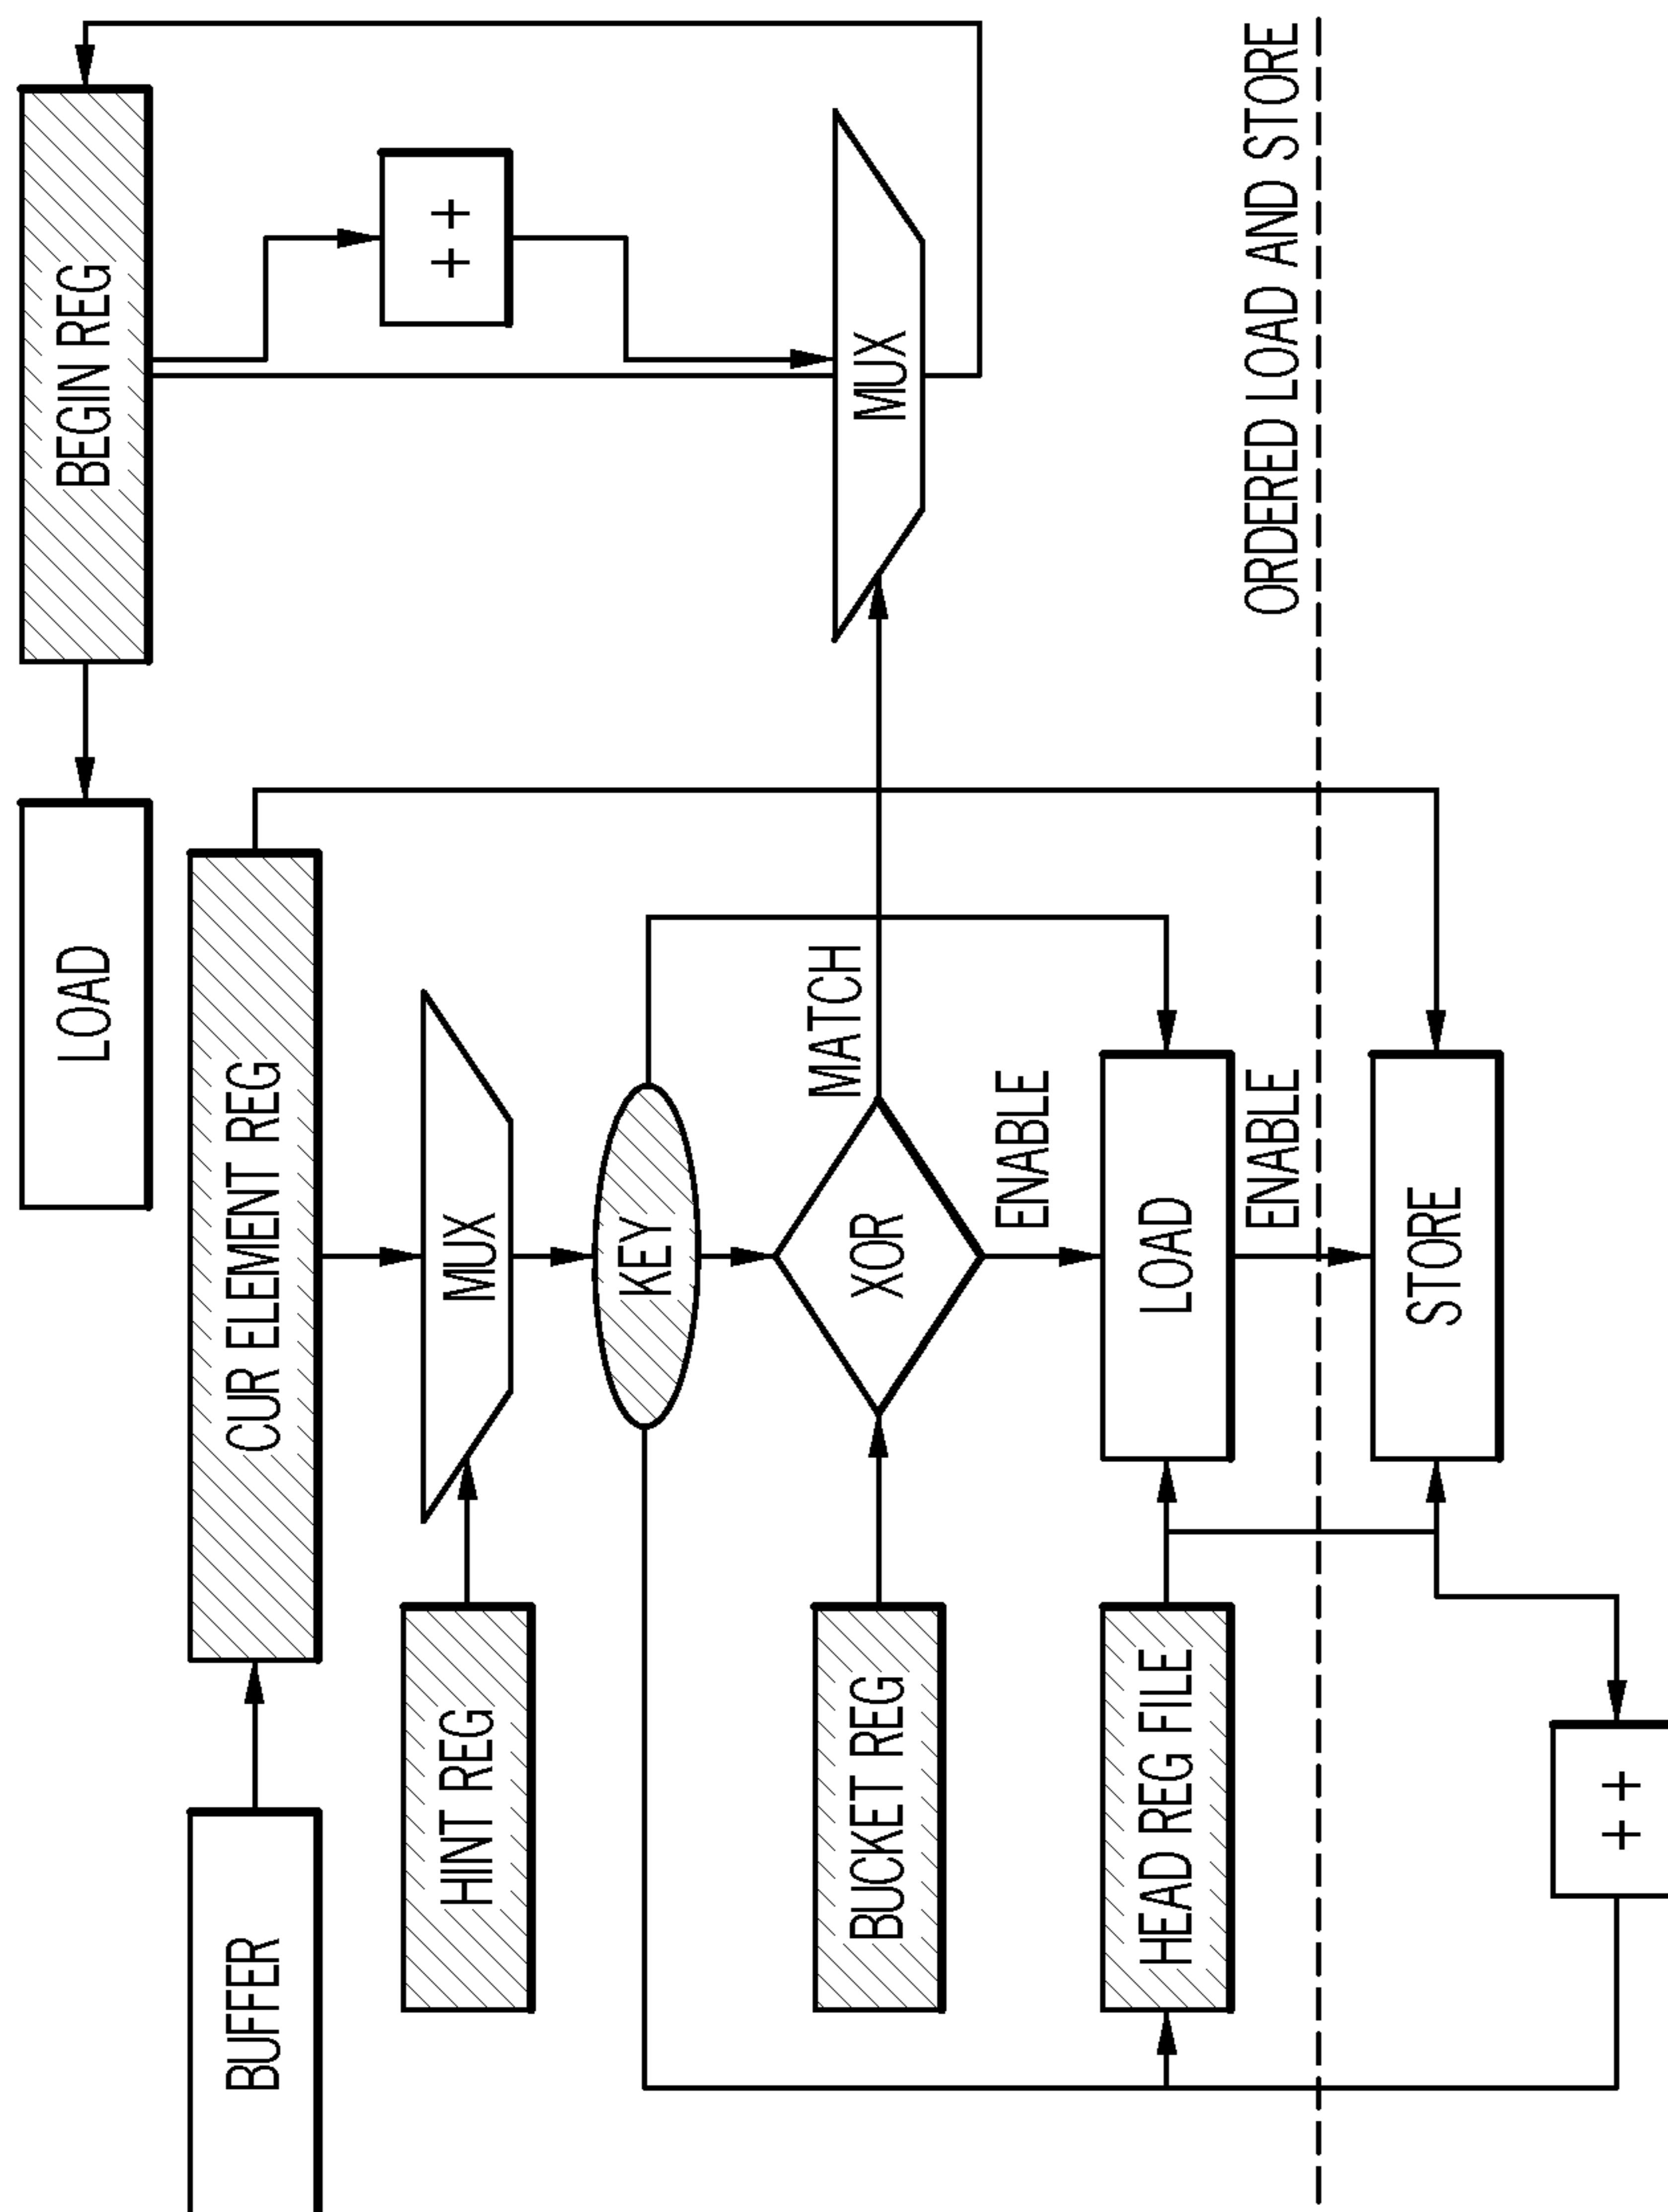 BEGIN REG
+ +
MUX
LOAD
CUR ELEMENT REG
BUFFER
MUX
HINT REG
KEY
MATCH
XOR
BUCKET REG
ENABLE
LOAD
HEAD REG FILE
ENABLE
ORDERED LOAD AND STORE
STORE
+ +